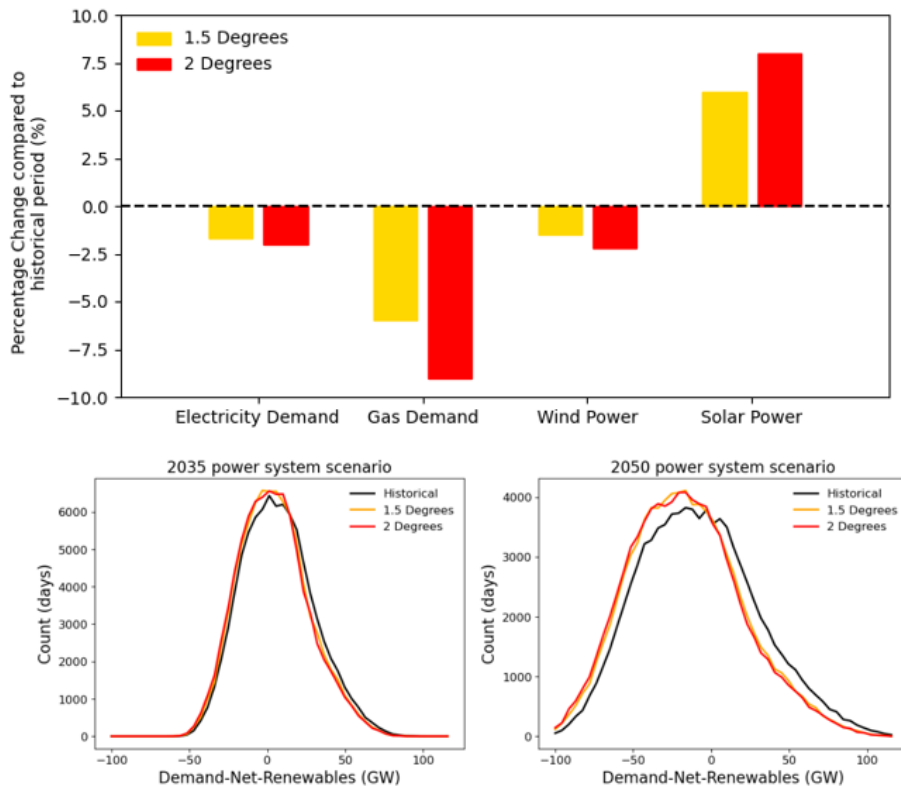 10.0
7.5
5.0
2.5
0.0
−2.5
−5.0
−7.5
−10.0
Percentage Change compared to
historical period (%)
1.5 Degrees
2 Degrees
Electricity Demand Gas Demand Wind Power Solar Power
2035 power system scenario
6000
5000
4000
3000
2000
1000
0
Count (days)
Historical
1.5 Degrees
2 Degrees
−100 −50 0 50 100
Demand-Net-Renewables (GW)
2050 power system scenario
4000
3000
2000
1000
0
Count (days)
Historical
1.5 Degrees
2 Degrees
−100 −50 0 50 100
Demand-Net-Renewables (GW)